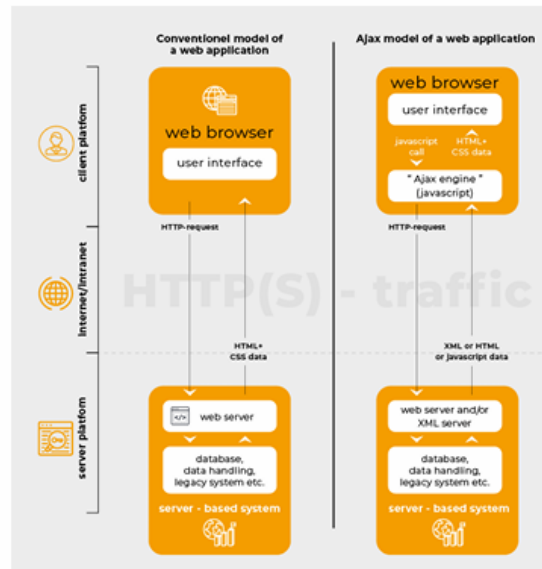 Conventionel model of
a web application
Ajax model of a web application
client platfom
web browser
user interface
web browser
user interface
javascript
call
HTML+
CSS data
" Ajax engine "
(javascript)
HTTP-request
HTTP-request
Internet/Intranet
HTTP(S) - traffic
HTML+
CSS data
XML or HTML
or javascript data
server platfom
</>
web server
database,
data handling,
legacy system etc.
server - based system
web server and/or
XML server
database,
data handling,
legacy system etc.
server - based system